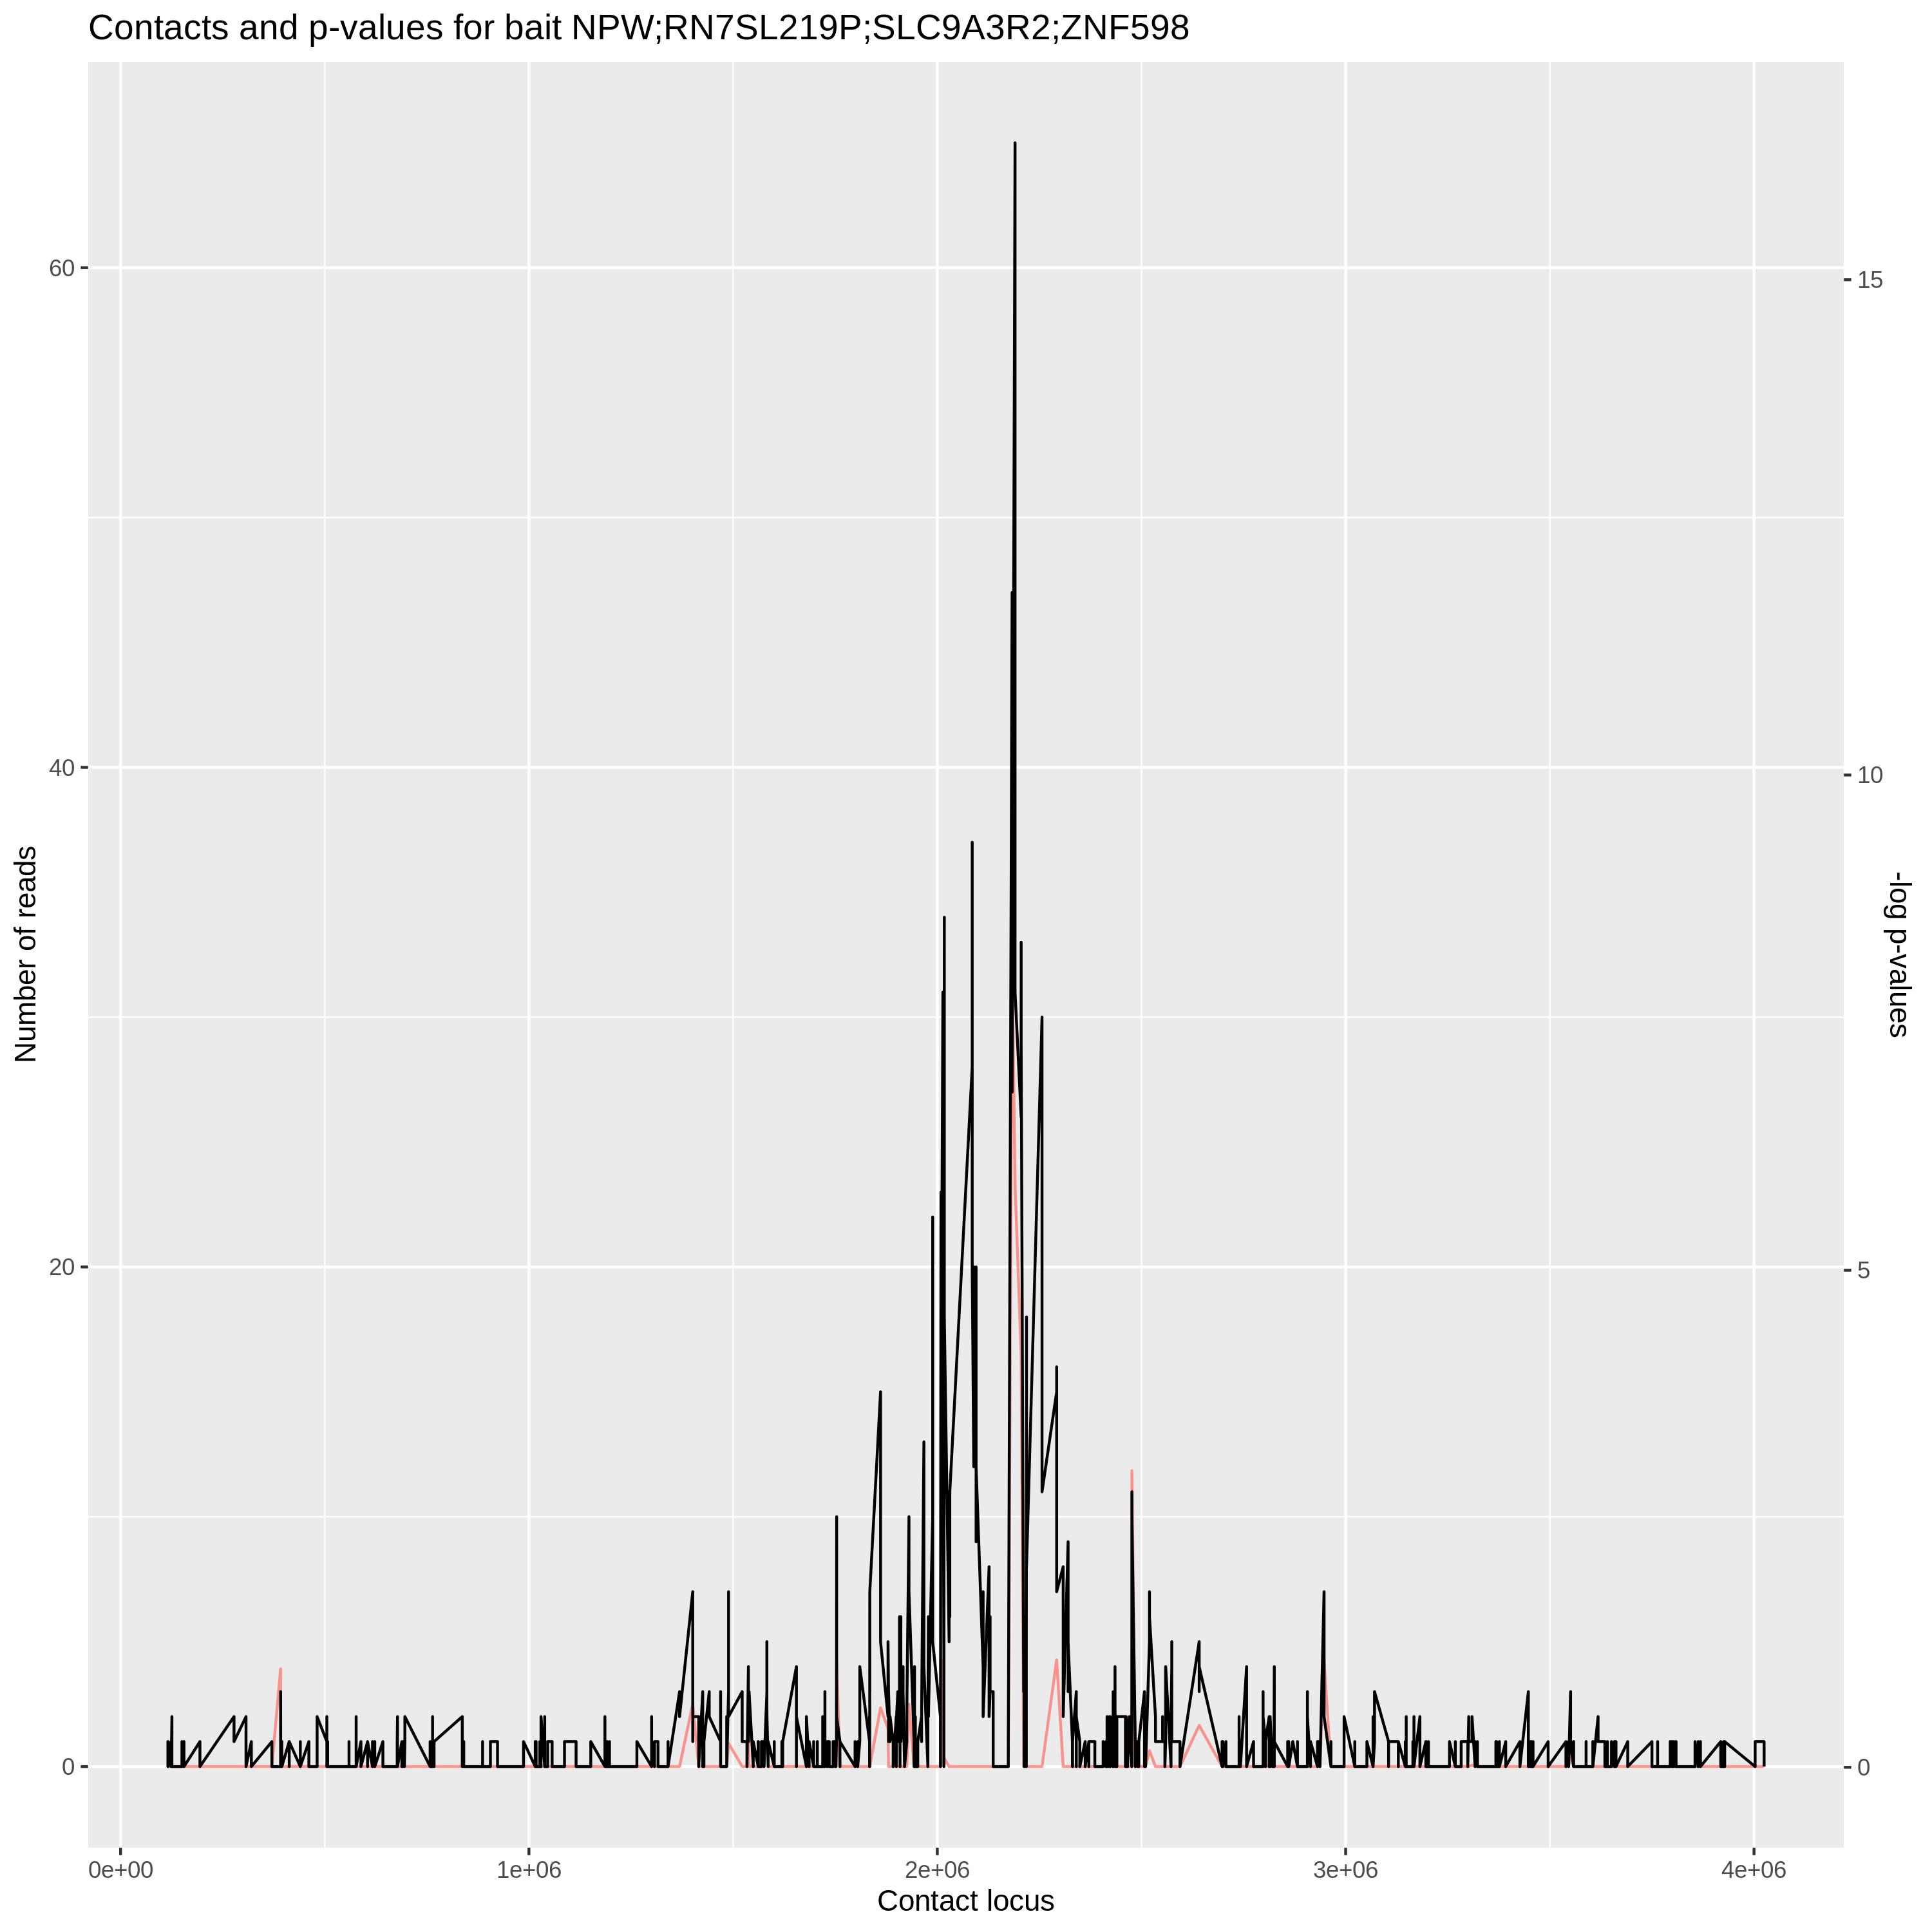 Contacts and p-values for bait NPW;RN7SL219P;SLC9A3R2;ZNF598
60
40
20
0
Number of reads
15
10
5
0
-log p-values
0e+00 1e+06 2e+06 3e+06 4e+06
Contact locus